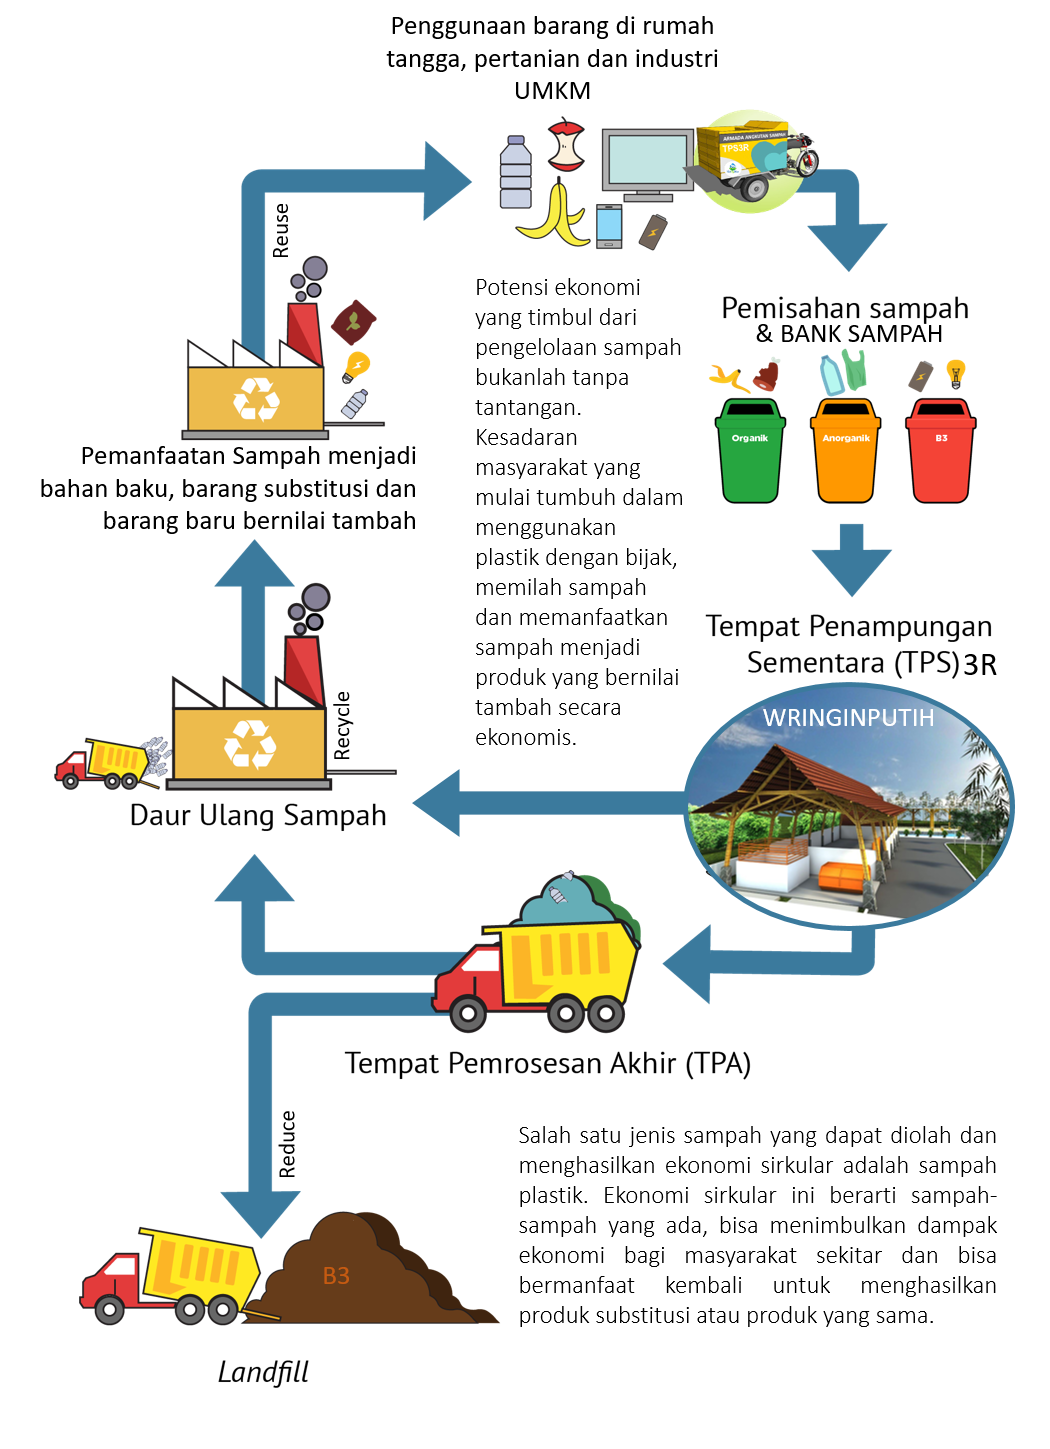 Penggunaan barang di rumah
tangga, pertanian dan industri
UMKM
ARMADA ANGKUTAN SAMPAH
TPS3R
Reuse
Pemisahan sampah
& BANK SAMPAH
Organik
Anorganik
B3
Pemanfaatan Sampah menjadi
bahan baku, barang substitusi dan
barang baru bernilai tambah
Potensi ekonomi
yang timbul dari
pengelolaan sampah
bukanlah tanpa
tantangan.
Kesadaran
masyarakat yang
mulai tumbuh dalam
menggunakan
plastik dengan bijak,
memilah sampah
dan memanfaatkan
sampah menjadi
produk yang bernilai
tambah secara
ekonomis.
Tempat Penampungan
Sementara (TPS) 3R
WRINGINPUTIH
Recycle
Daur Ulang Sampah
Tempat Pemrosesan Akhir (TPA)
Reduce
Salah satu jenis sampah yang dapat diolah dan
menghasilkan ekonomi sirkular adalah sampah
plastik. Ekonomi sirkular ini berarti sampah-
sampah yang ada, bisa menimbulkan dampak
ekonomi bagi masyarakat sekitar dan bisa
bermanfaat kembali untuk menghasilkan
produk substitusi atau produk yang sama.
B3
Landfill